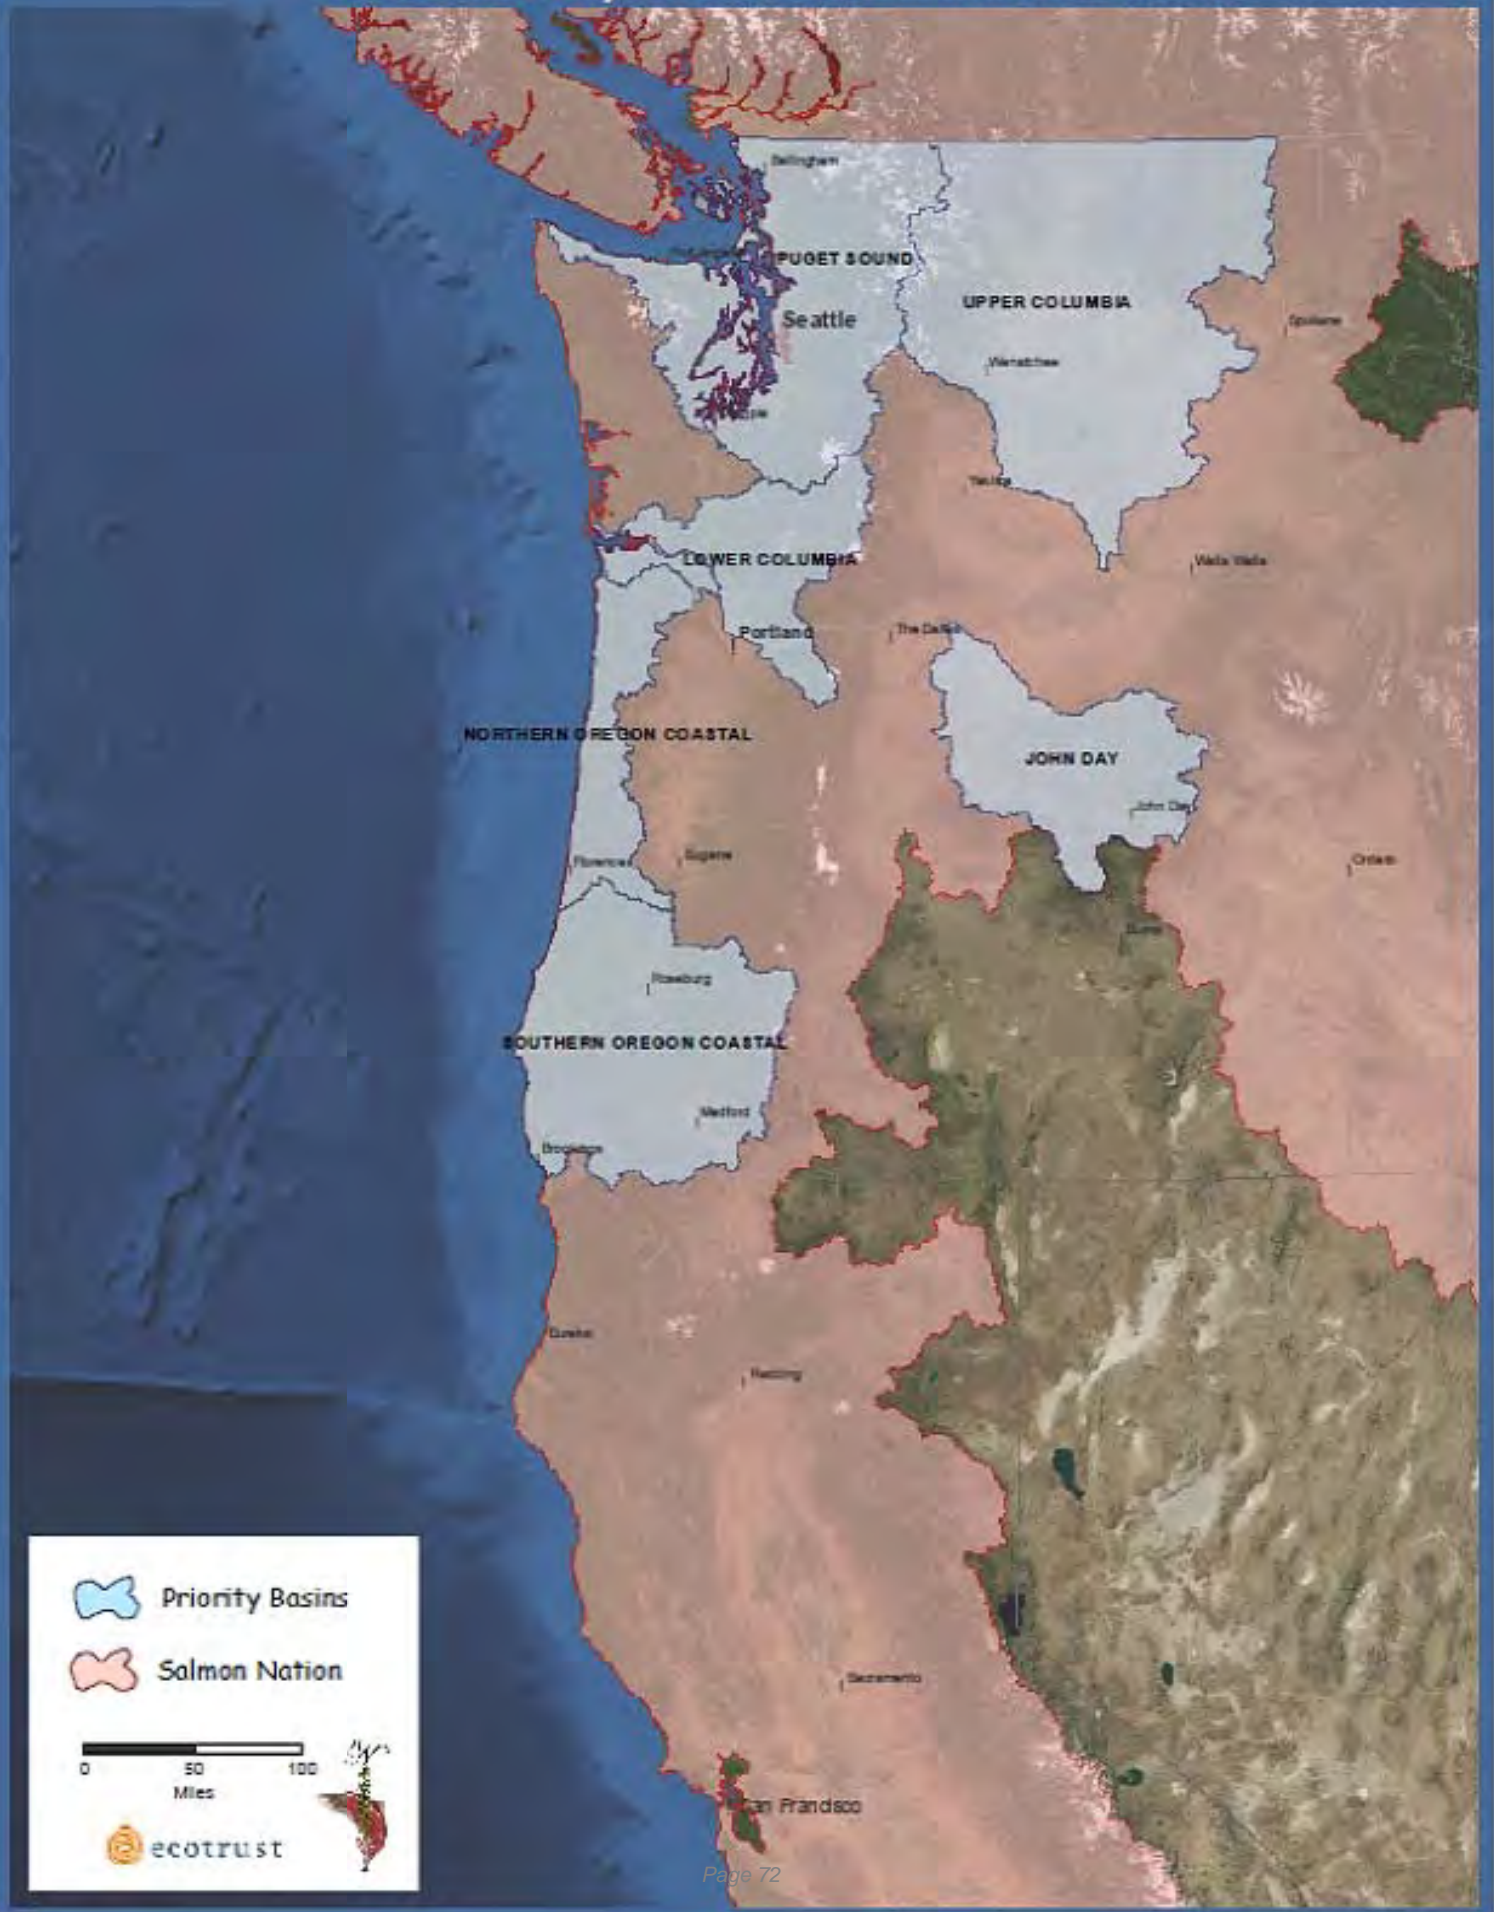 Bellingham
PUGET SOUND
UPPER COLUMBIA
Seattle
Spokane
Wenatchee
Yakima
LOWER COLUMBIA
Walla Walla
Portland
The Dalles
NORTHERN OREGON COASTAL
JOHN DAY
John Day
Florence
Eugene
Ontario
Burns
Roseburg
SOUTHERN OREGON COASTAL
Medford
Brookings
Eureka
Redding
Priority Basins
Salmon Nation
Sacramento
0 50 100
Miles
San Francisco
ecotrust
Page 72